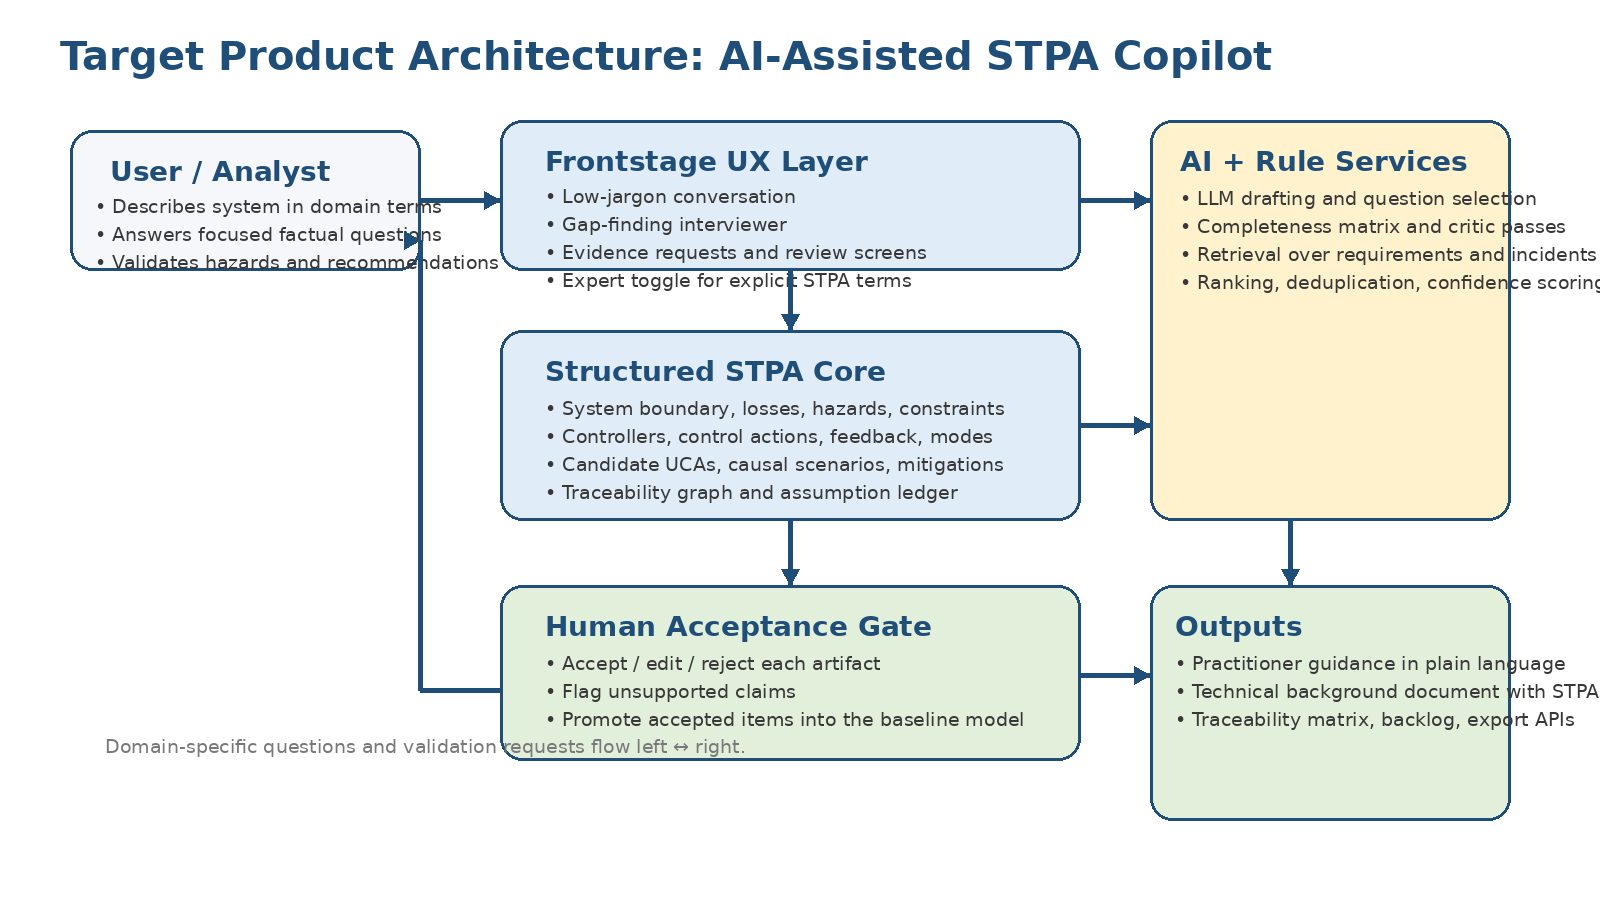 Target Product Architecture: AI-Assisted STPA Copilot
User / Analyst
• Describes system in domain terms
• Answers focused factual questions
• Validates hazards and recommendations
Frontstage UX Layer
• Low-jargon conversation
• Gap-finding interviewer
• Evidence requests and review screens
• Expert toggle for explicit STPA terms
AI + Rule Services
• LLM drafting and question selection
• Completeness matrix and critic passes
• Retrieval over requirements and incidents
• Ranking, deduplication, confidence scoring
Structured STPA Core
• System boundary, losses, hazards, constraints
• Controllers, control actions, feedback, modes
• Candidate UCAs, causal scenarios, mitigations
• Traceability graph and assumption ledger
Human Acceptance Gate
• Accept / edit / reject each artifact
• Flag unsupported claims
• Promote accepted items into the baseline model
Outputs
• Practitioner guidance in plain language
• Technical background document with STPA
• Traceability matrix, backlog, export APIs
Domain-specific questions and validation requests flow left ↔ right.